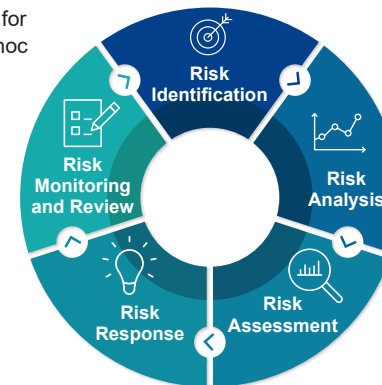 for
hoc
Risk
Identification
Risk
Analysis
Risk
Assessment
Risk
Response
Risk
Monitoring
and Review